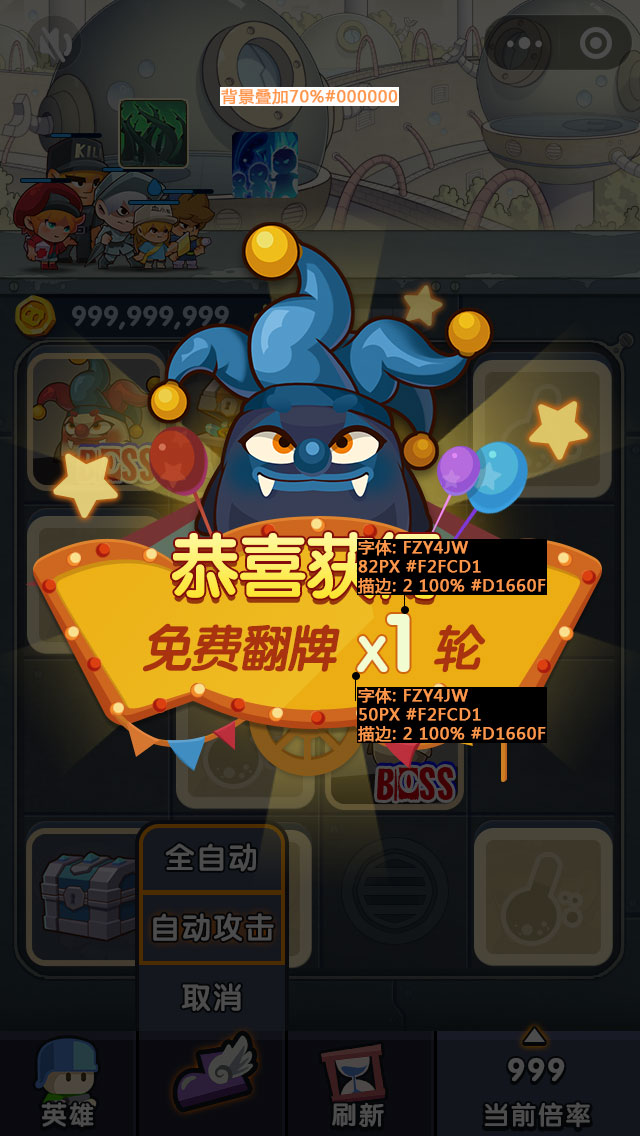 背景叠加70%#000000
KILL
999,999,999
BOSS
恭喜获得
字体: FZY4JW
82PX #F2FCD1
描边: 2 100% #D1660F
免费翻牌 x1 轮
字体: FZY4JW
50PX #F2FCD1
描边: 2 100% #D1660F
BOSS
全自动
自动攻击
取消
999
英雄
刷新
当前倍率